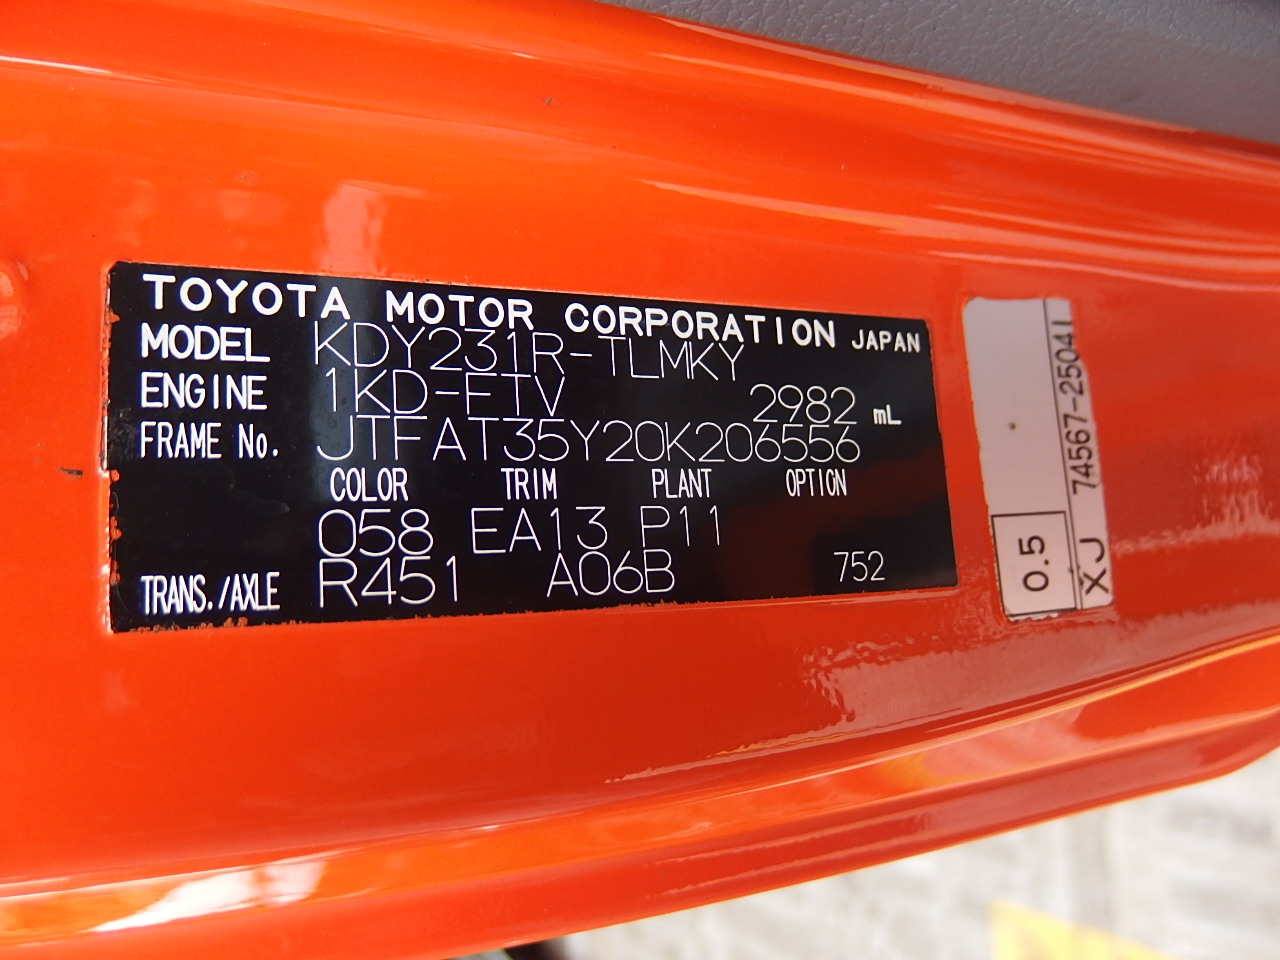 TOYOTA MOTOR CORPORATION JAPAN
MODEL KDY231R-TLMKY
ENGINE 1KD-FTV 2982 mL
FRAME No. JTFAT35Y20K206556
COLOR TRIM PLANT OPTION
058 EA13 P11
TRANS./AXLE R451 A06B 752
74567-25041
0.5
XJ